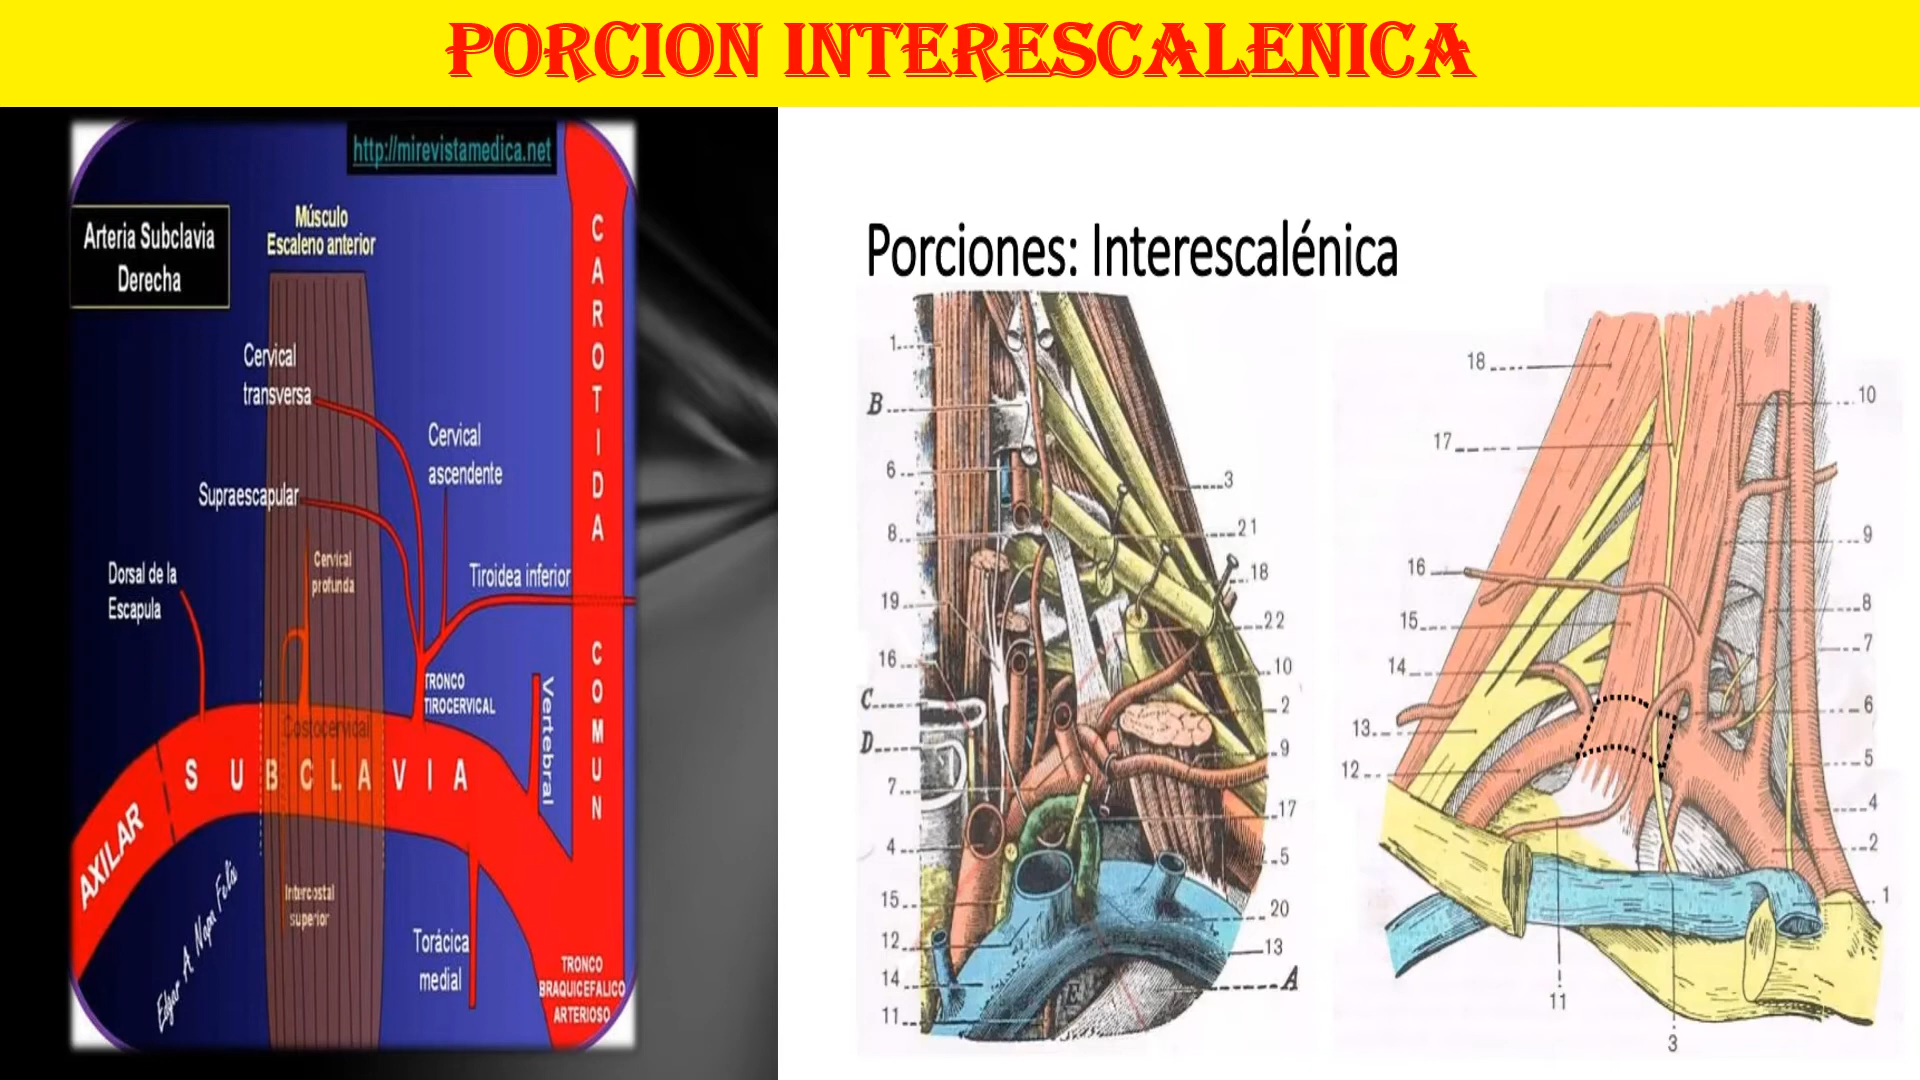 PORCION INTERESCALENICA
http://mirevistamedica.net
Arteria Subclavia
Derecha
Músculo
Escaleno anterior
Cervical
transversa
Cervical
ascendente
Supraescapular
Cervical
profunda
Dorsal de la
Escapula
Tiroidea inferior
TRONCO
TIROCERVICAL
Vertebral
Costocervical
SUBCLAVIA
AXILAR
CAROTIDA COMUN
Intercostal
superior
Torácica
medial
TRONCO
BRAQUICEFALICO
ARTERIOSO
Porciones: Interescalénica
1
B
6
8
19
16
C
D
7
4
15
12
14
11
3
21
18
22
10
2
9
17
5
20
13
A
E
18
17
16
15
14
13
12
10
9
8
7
6
5
4
2
1
11
3